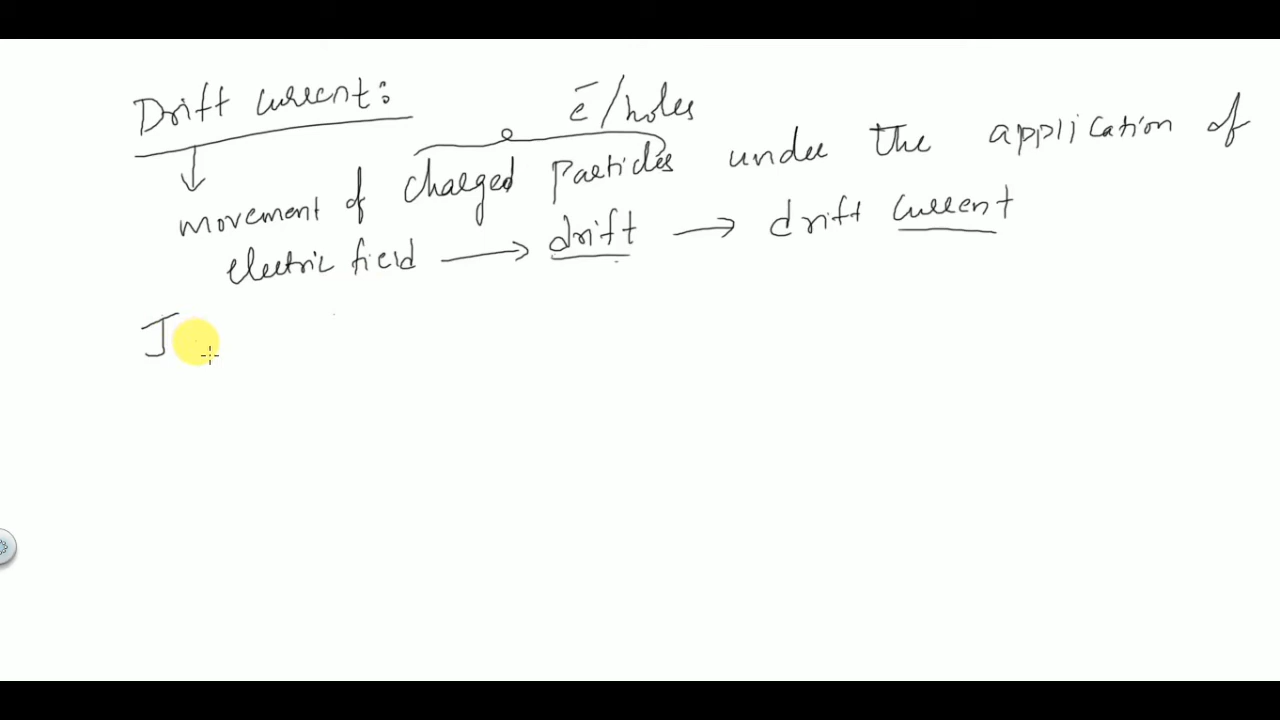 Drift current:
ē/holes
movement of charged particles under the application of
electric field → drift → drift current
J